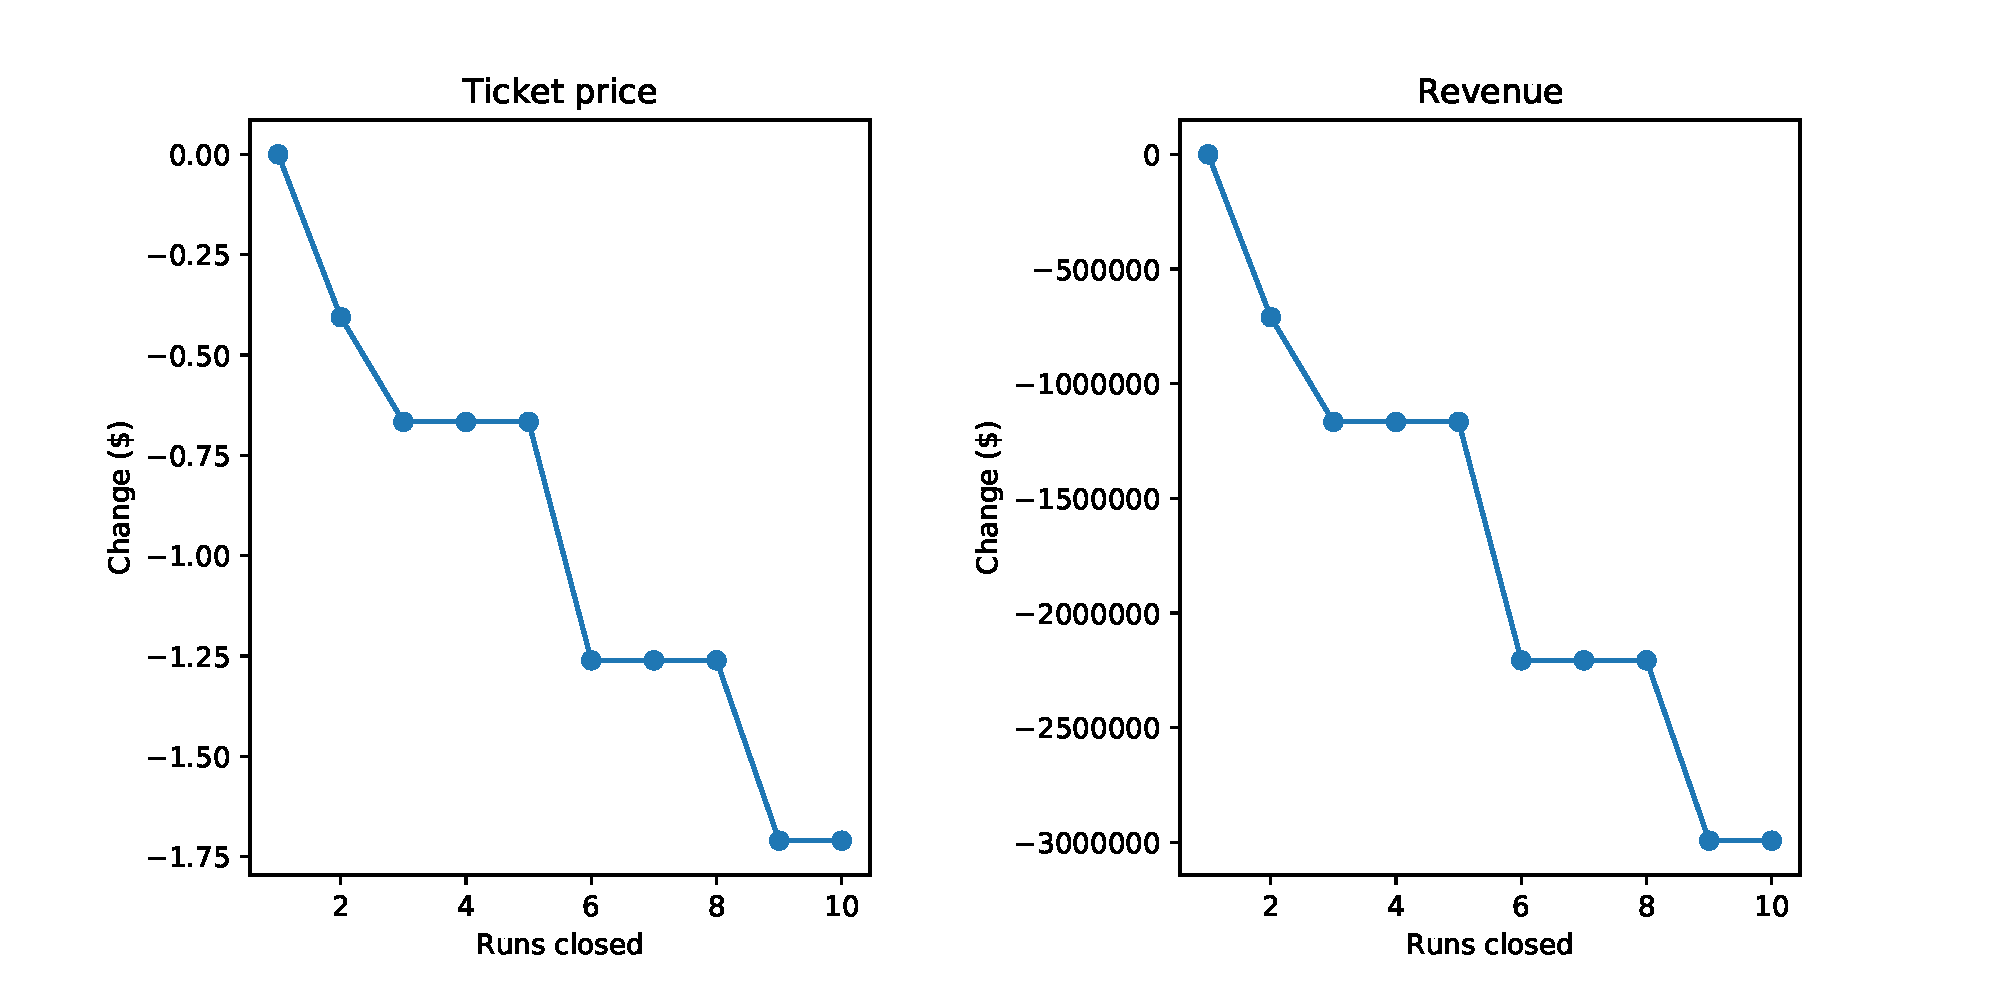 Ticket price
0.00
−0.25
−0.50
−0.75
−1.00
−1.25
−1.50
−1.75
Change ($)
2 4 6 8 10
Runs closed
Revenue
0
−500000
−1000000
−1500000
−2000000
−2500000
−3000000
Change ($)
2 4 6 8 10
Runs closed